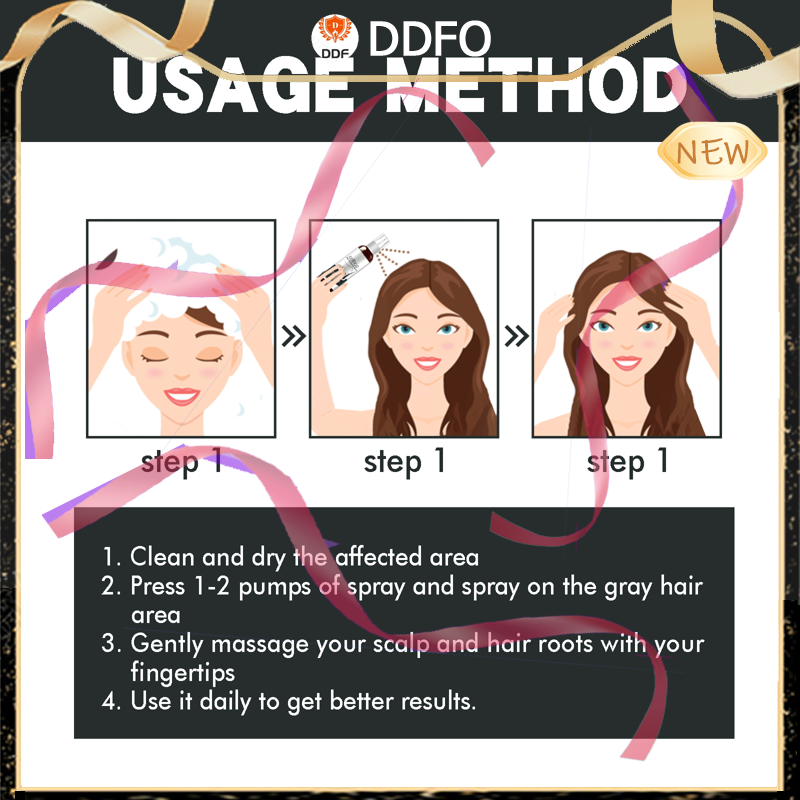 DDF
DDFO
USAGE METHOD
NEW
step 1
step 1
step 1
1. Clean and dry the affected area
2. Press 1-2 pumps of spray and spray on the gray hair
area
3. Gently massage your scalp and hair roots with your
fingertips
4. Use it daily to get better results.